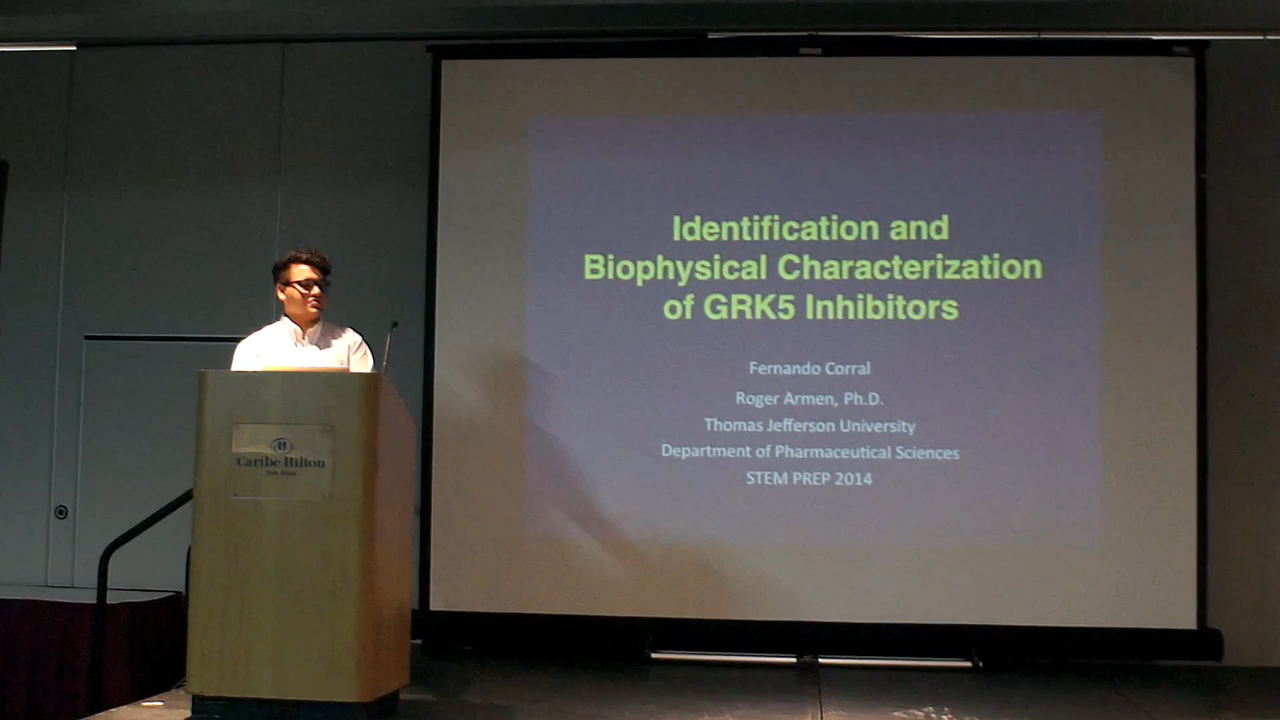 Identification and
Biophysical Characterization
of GRK5 Inhibitors
Fernando Corral
Roger Armen, Ph.D.
Thomas Jefferson University
Department of Pharmaceutical Sciences
STEM PREP 2014
Caribe Hilton